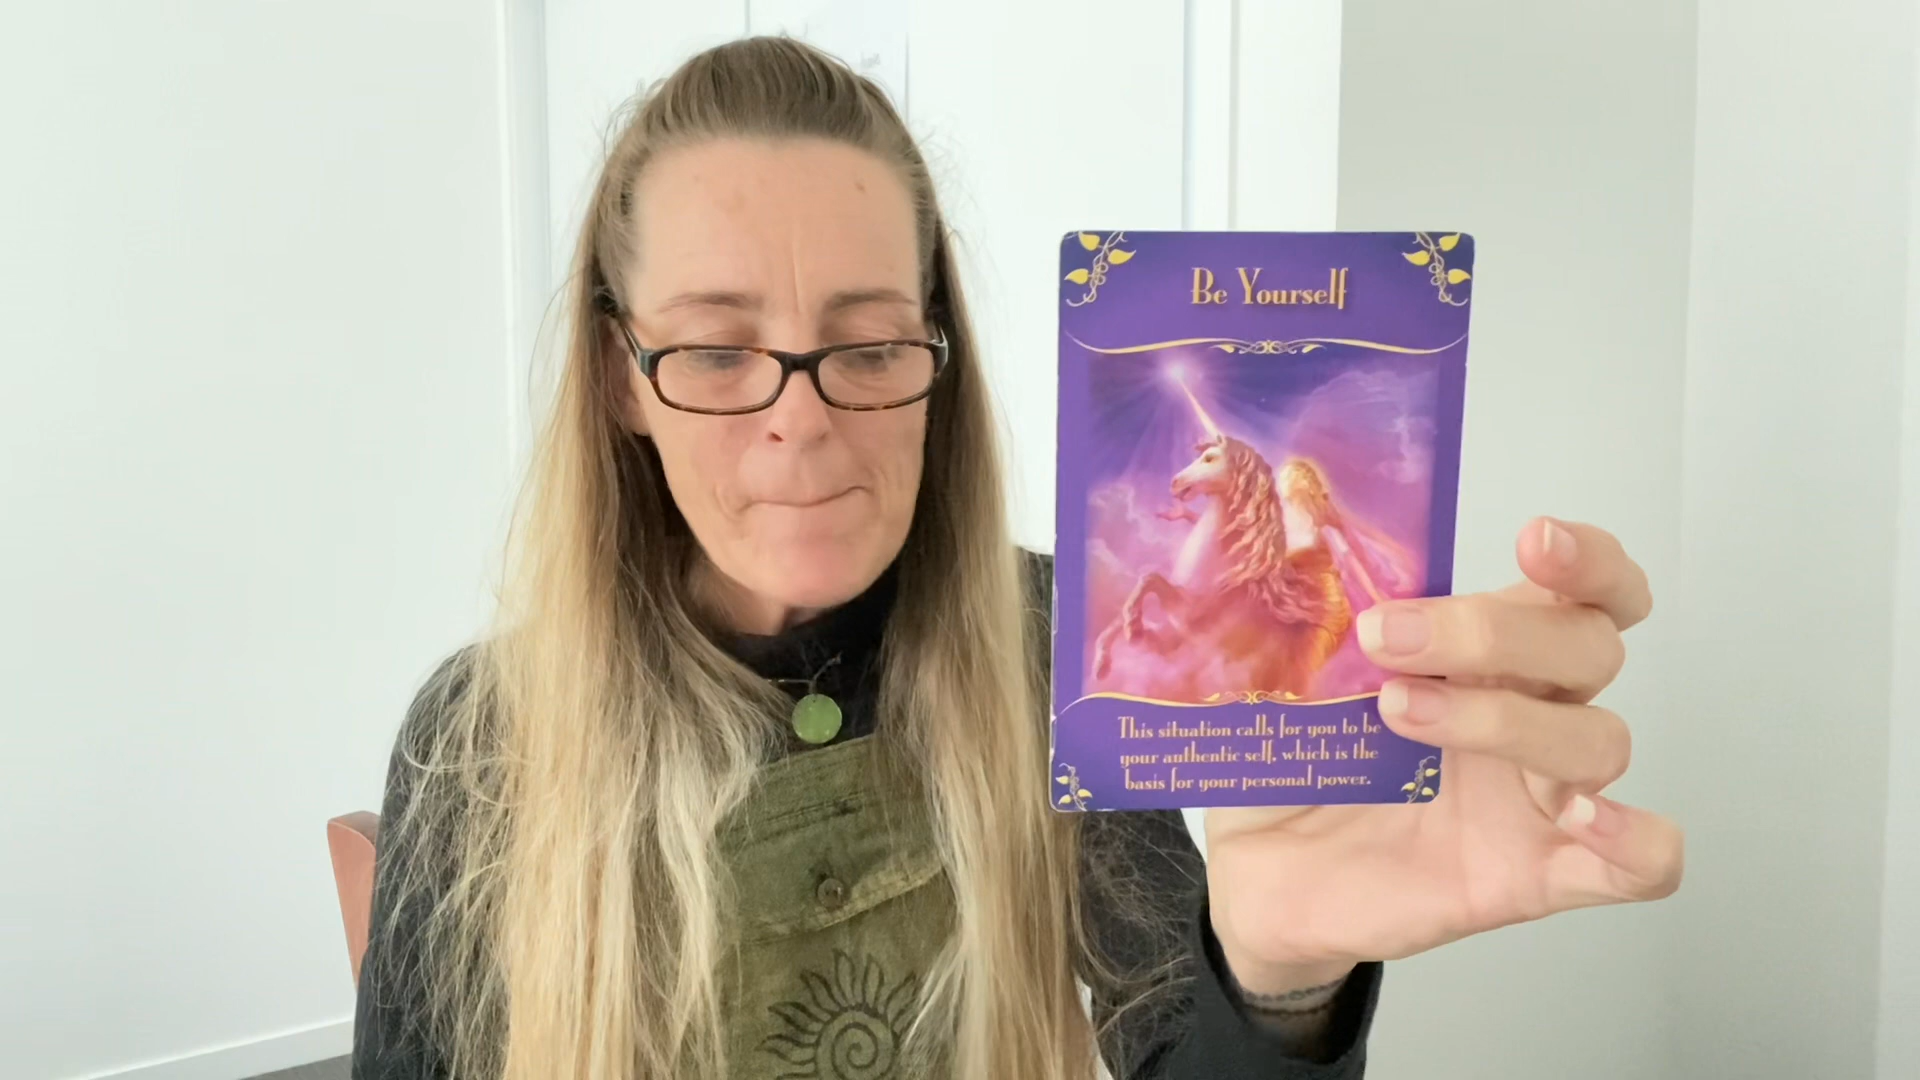 Be Yourself
This situation calls for you to be
your authentic self, which is the
basis for your personal power.